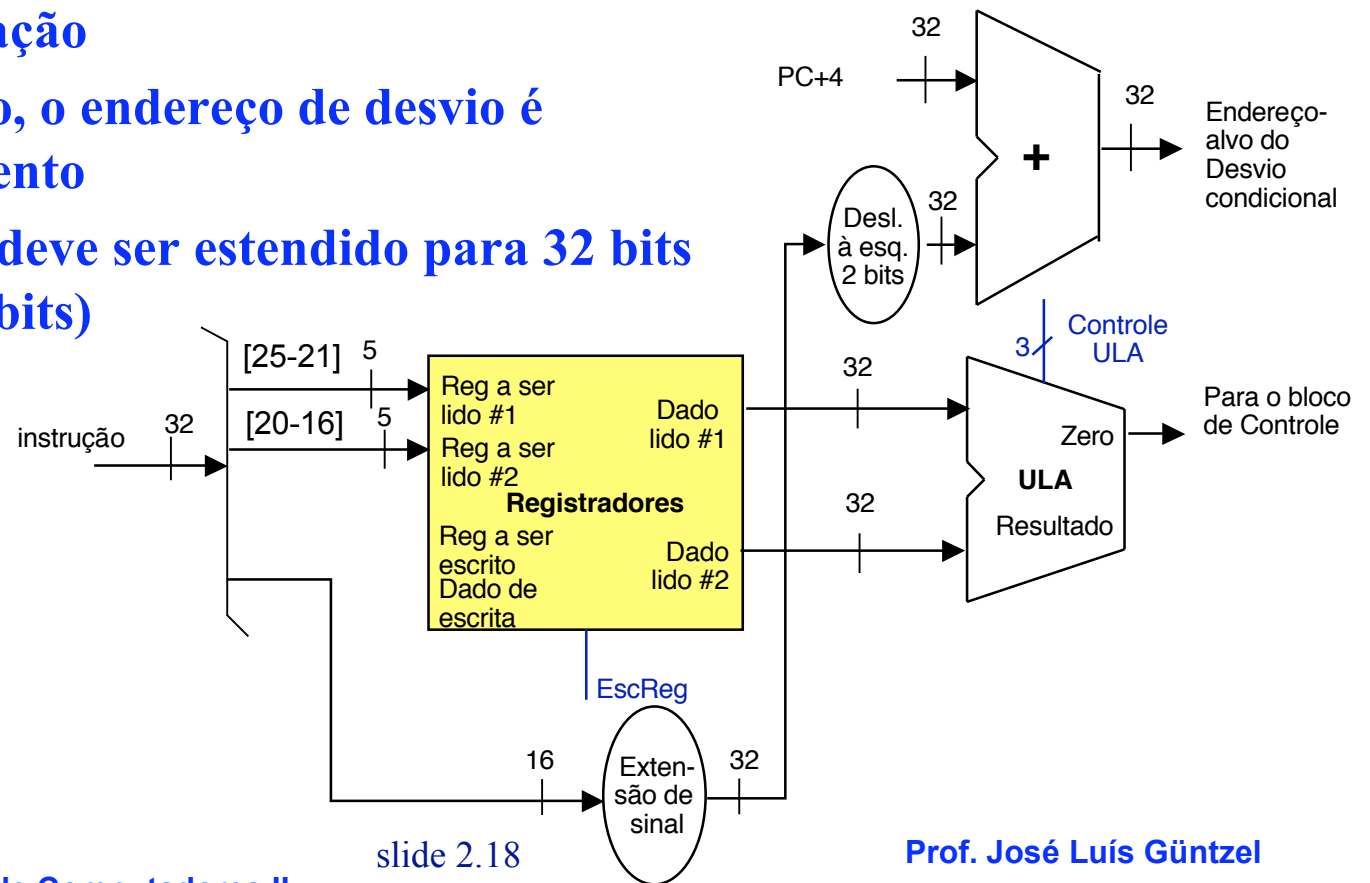 ação
o, o endereço de desvio é
ento
deve ser estendido para 32 bits
bits)
32
PC+4
+
32
Endereço-
alvo do
Desvio
condicional
Desl.
à esq.
2 bits
32
Controle
ULA
3
instrução
32
[25-21]
5
[20-16]
5
Reg a ser
lido #1
Reg a ser
lido #2
Registradores
Reg a ser
escrito
Dado de
escrita
Dado
lido #1
Dado
lido #2
32
32
Zero
ULA
Resultado
Para o bloco
de Controle
EscReg
16
Exten-
são de
sinal
32
slide 2.18
Prof. José Luís Güntzel
de Computadores II